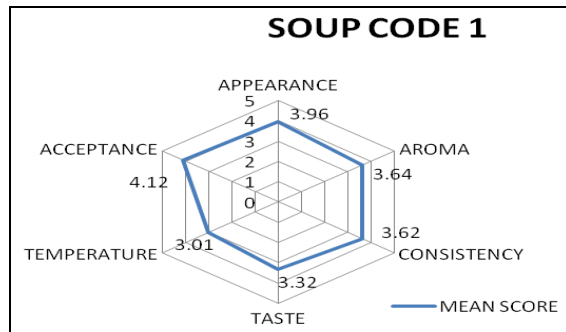 SOUP CODE 1
APPEARANCE
5
4
3
2
1
0
3.96
ACCEPTANCE
AROMA
4.12
3.64
3.01
3.62
TEMPERATURE
CONSISTENCY
3.32
TASTE
MEAN SCORE